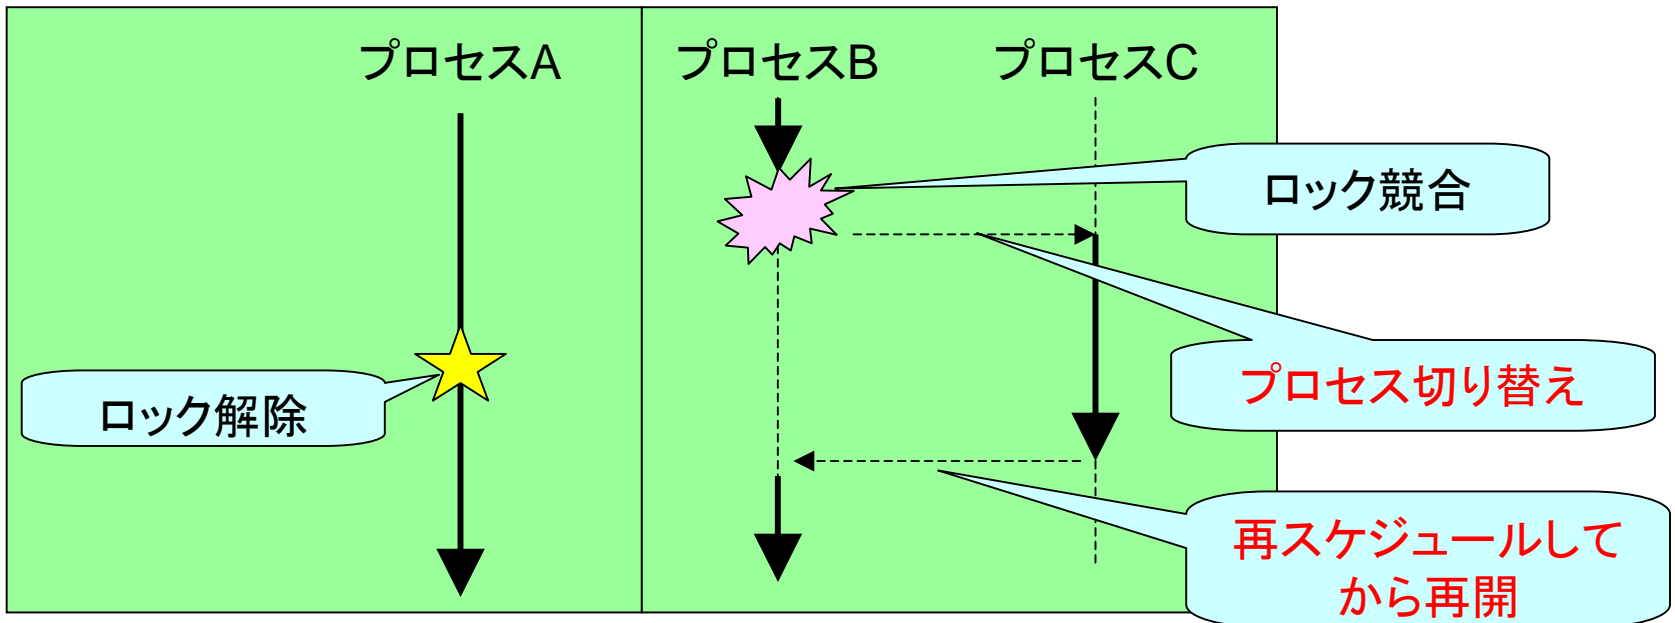 プロセスA
プロセスB
プロセスC
ロック競合
プロセス切り替え
ロック解除
再スケジュールして
から再開